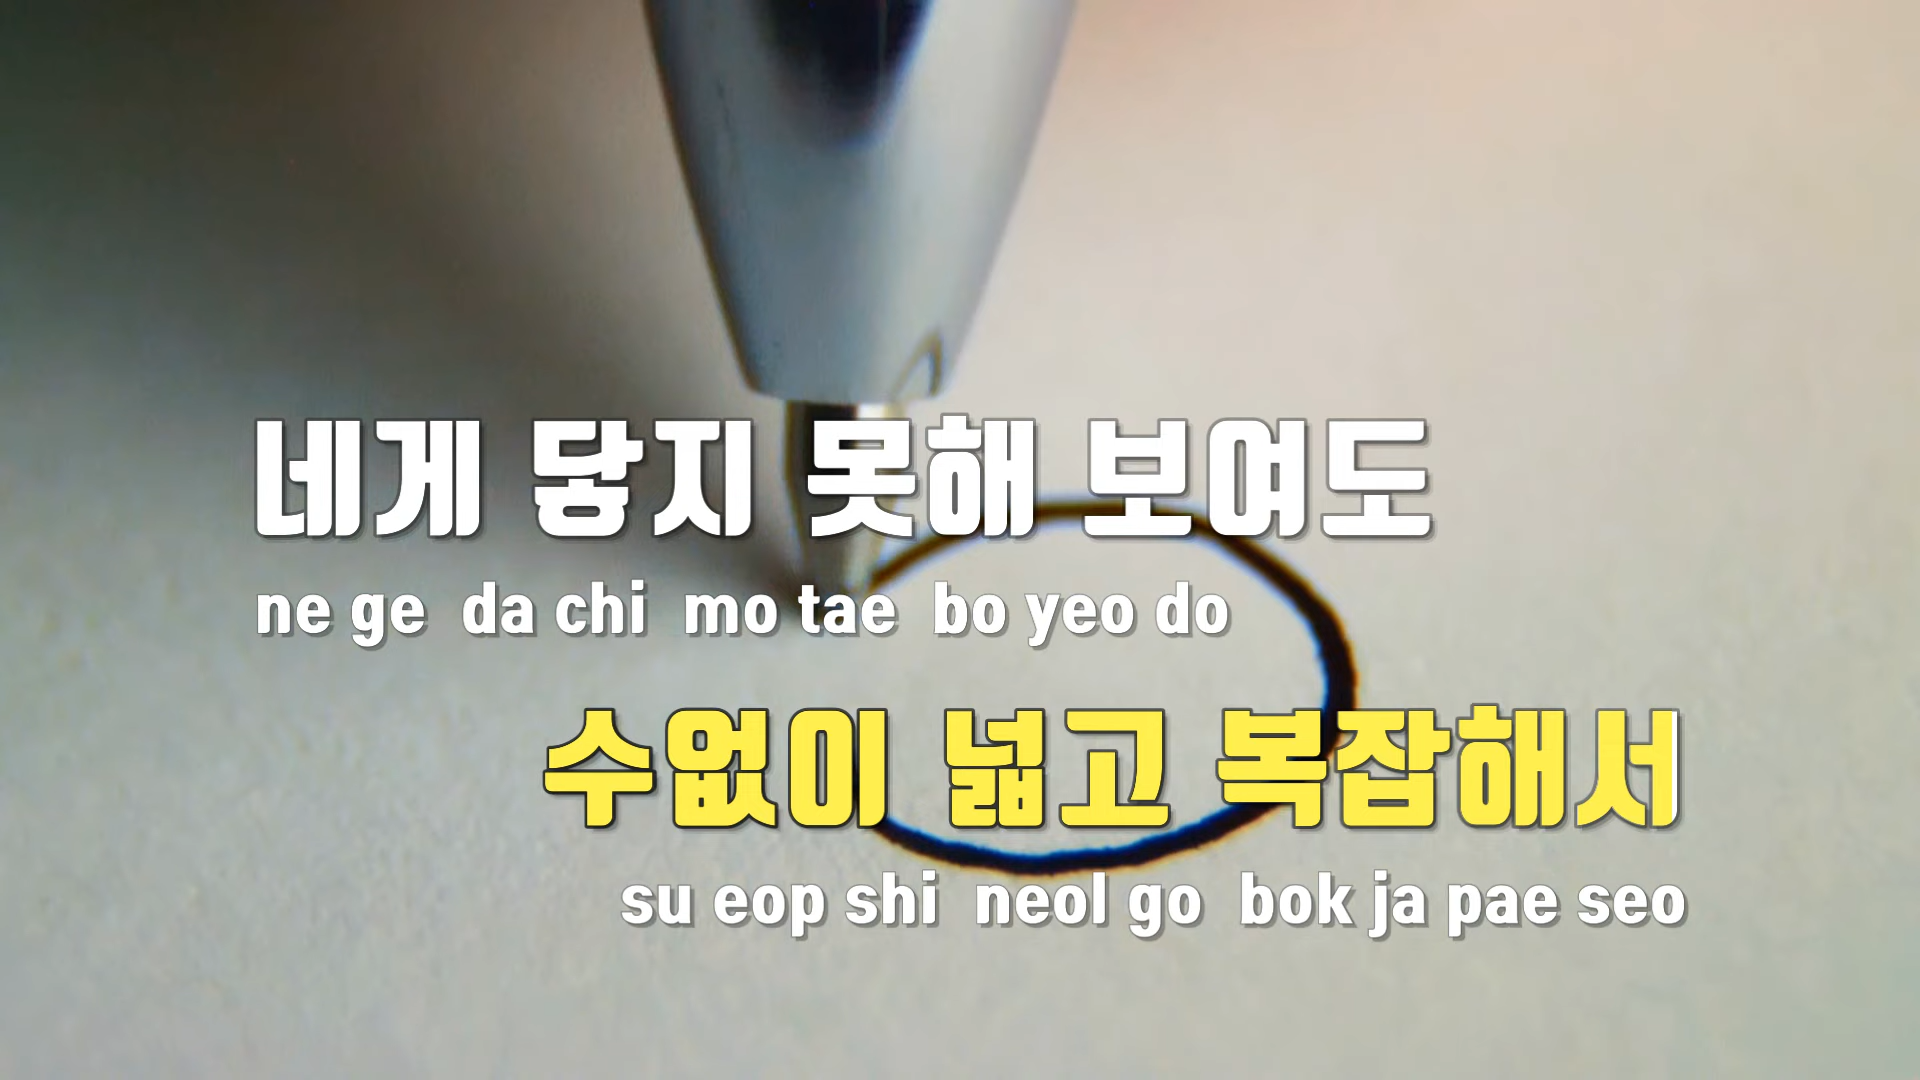 네게 닿지 못해 보여도
ne ge da chi mo tae bo yeo do
수없이 넓고 복잡해서
su eop shi neol go bok ja pae seo